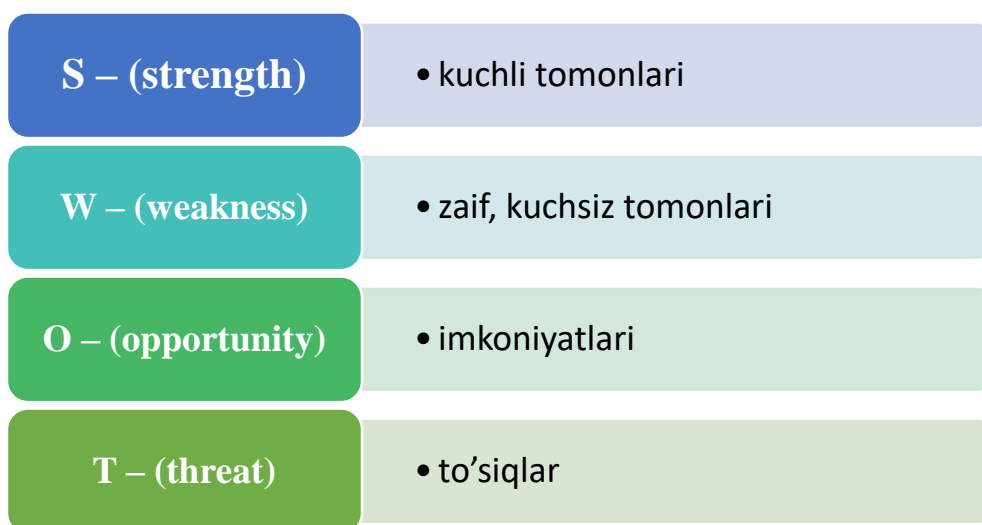 S – (strength)
• kuchli tomonlari
W – (weakness)
• zaif, kuchsiz tomonlari
O – (opportunity)
• imkoniyatlari
T – (threat)
• to’siqlar